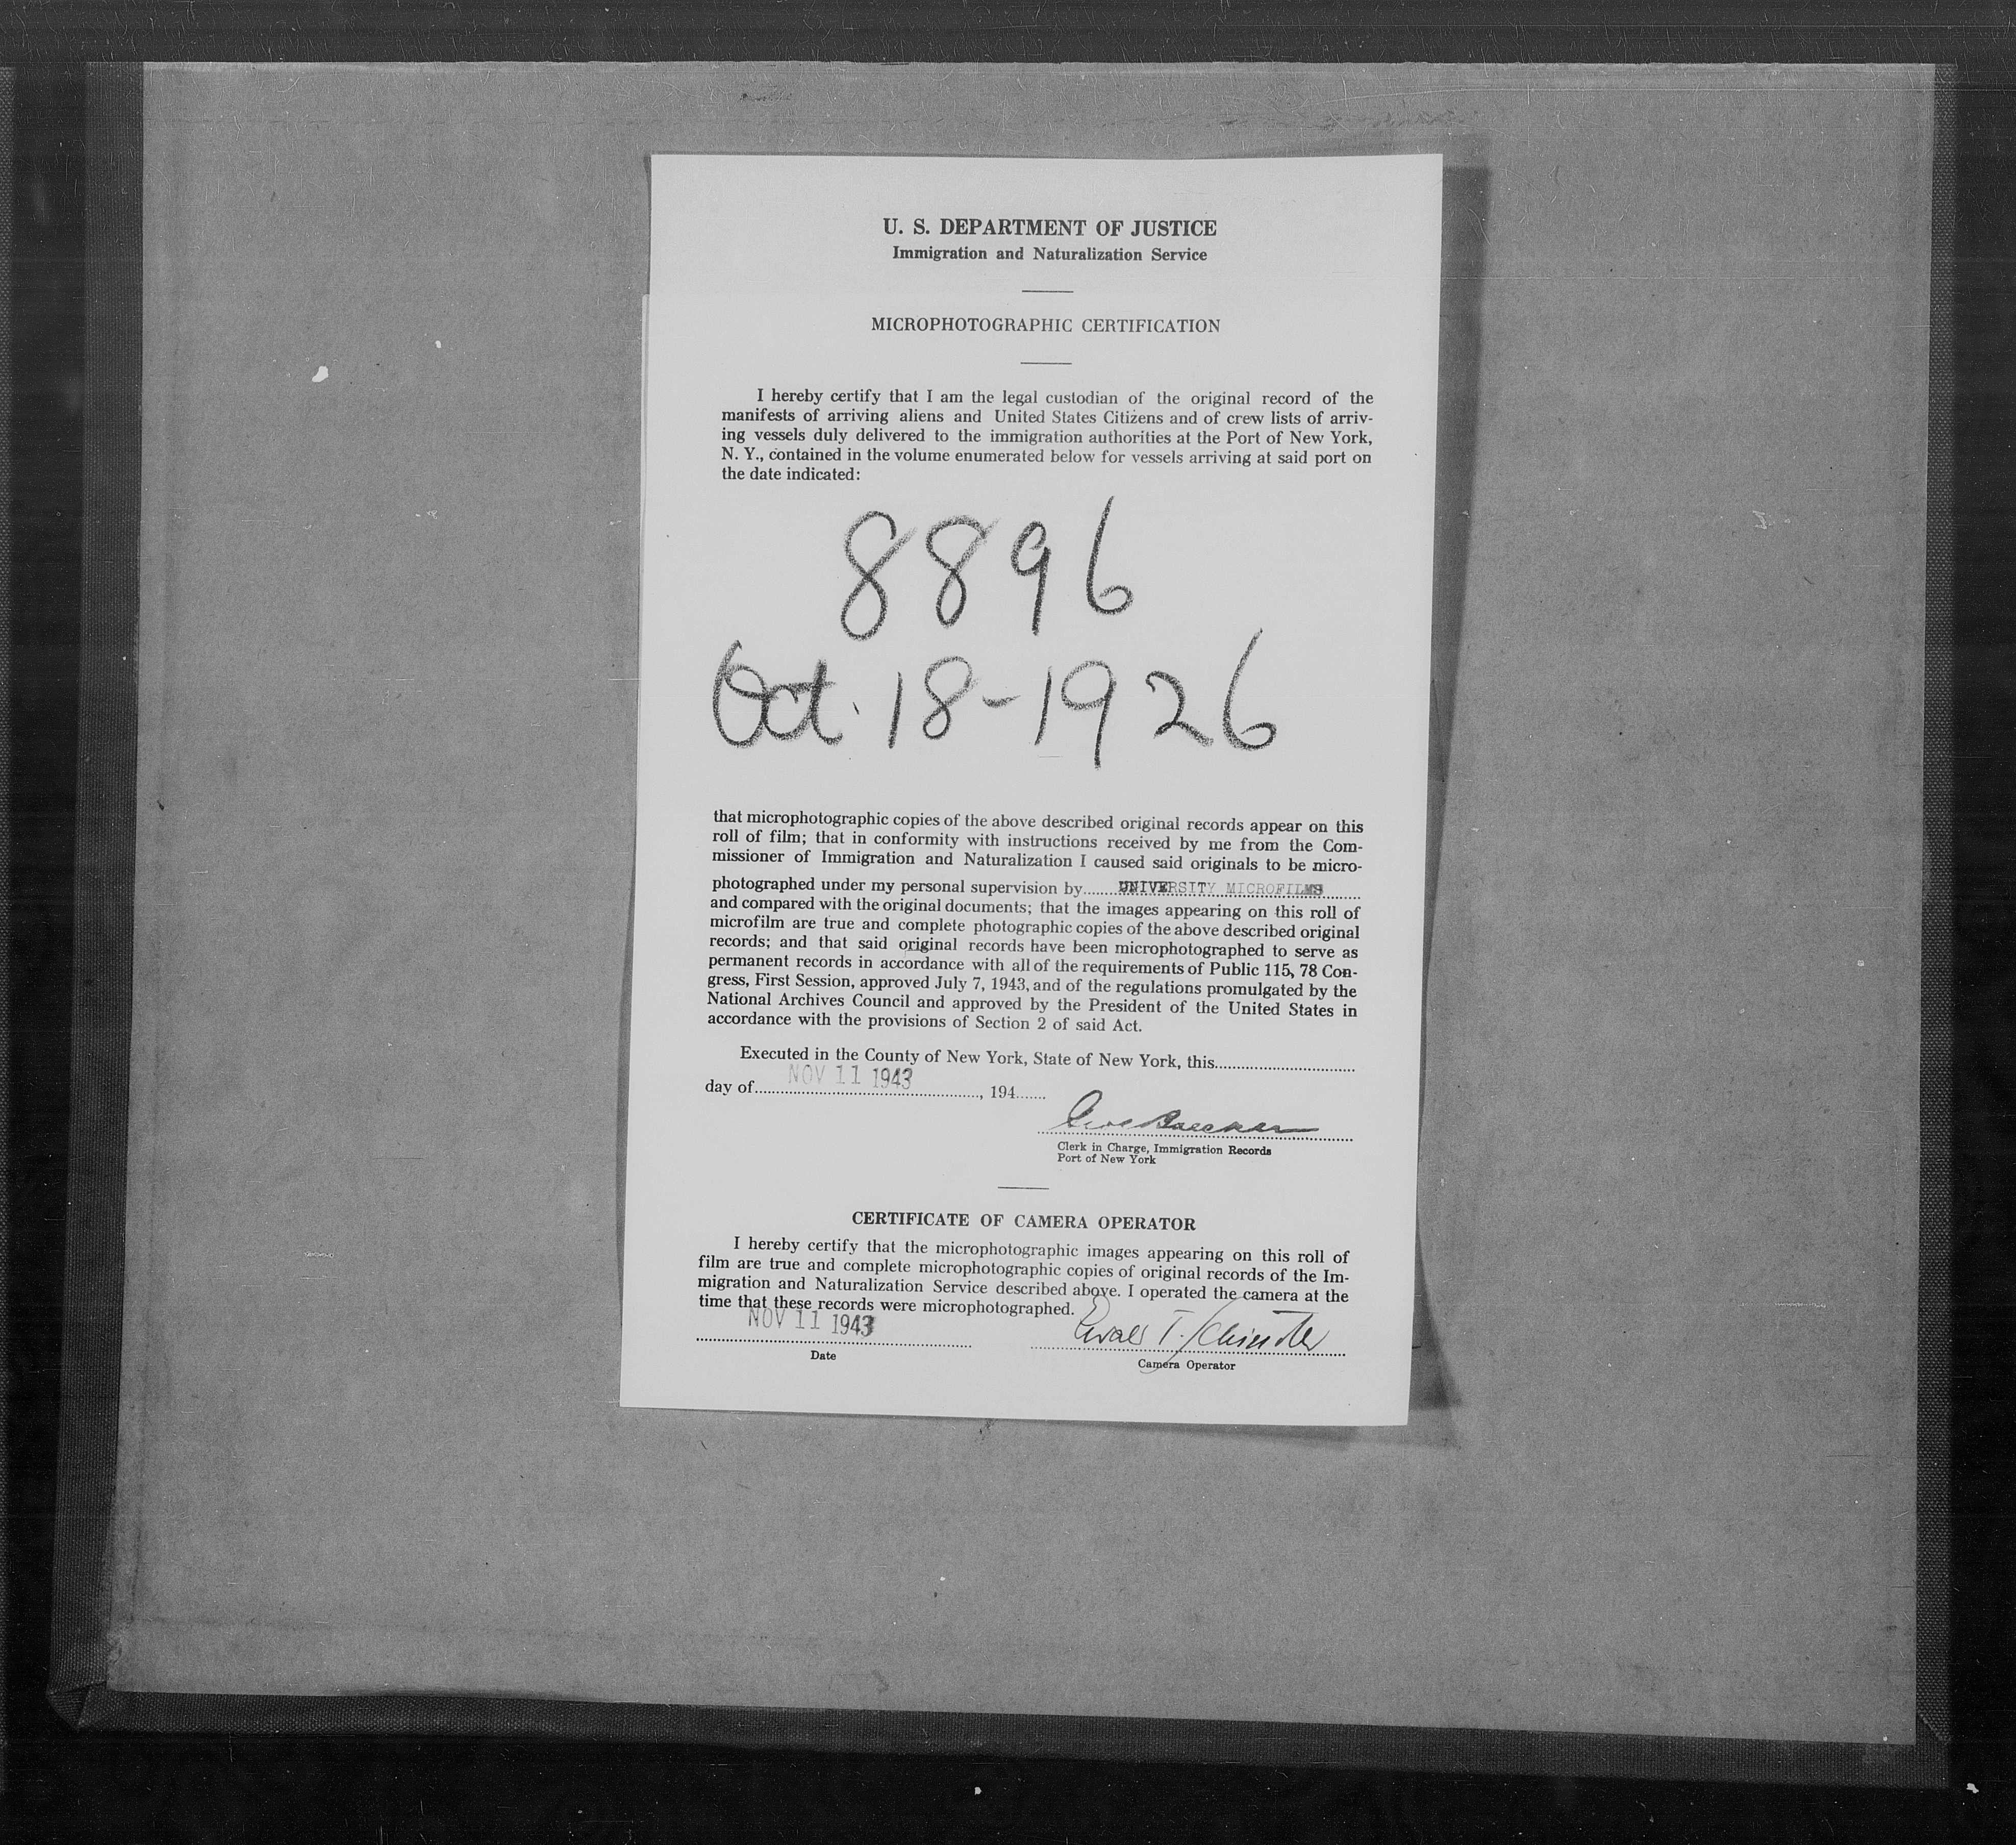 U. S. DEPARTMENT OF JUSTICE
Immigration and Naturalization Service
MICROPHOTOGRAPHIC CERTIFICATION
I hereby certify that I am the legal custodian of the original record of the
manifests of arriving aliens and United States Citizens and of crew lists of arriv-
ing vessels duly delivered to the immigration authorities at the Port of New York,
N. Y., contained in the volume enumerated below for vessels arriving at said port on
the date indicated:
8896
Oct. 18-1926
that microphotographic copies of the above described original records appear on this
roll of film; that in conformity with instructions received by me from the Com-
missioner of Immigration and Naturalization I caused said originals to be micro-
photographed under my personal supervision by UNIVERSITY MICROFILMS
and compared with the original documents; that the images appearing on this roll of
microfilm are true and complete photographic copies of the above described original
records; and that said original records have been microphotographed to serve as
permanent records in accordance with all of the requirements of Public 115, 78 Con-
gress, First Session, approved July 7, 1943, and of the regulations promulgated by the
National Archives Council and approved by the President of the United States in
accordance with the provisions of Section 2 of said Act.
Executed in the County of New York, State of New York, this
day of NOV 11 1943, 194
Clerk in Charge, Immigration Records
Port of New York
CERTIFICATE OF CAMERA OPERATOR
I hereby certify that the microphotographic images appearing on this roll of
film are true and complete microphotographic copies of original records of the Im-
migration and Naturalization Service described above. I operated the camera at the
time that these records were microphotographed.
NOV 11 1943
T. Schindler
Date
Camera Operator